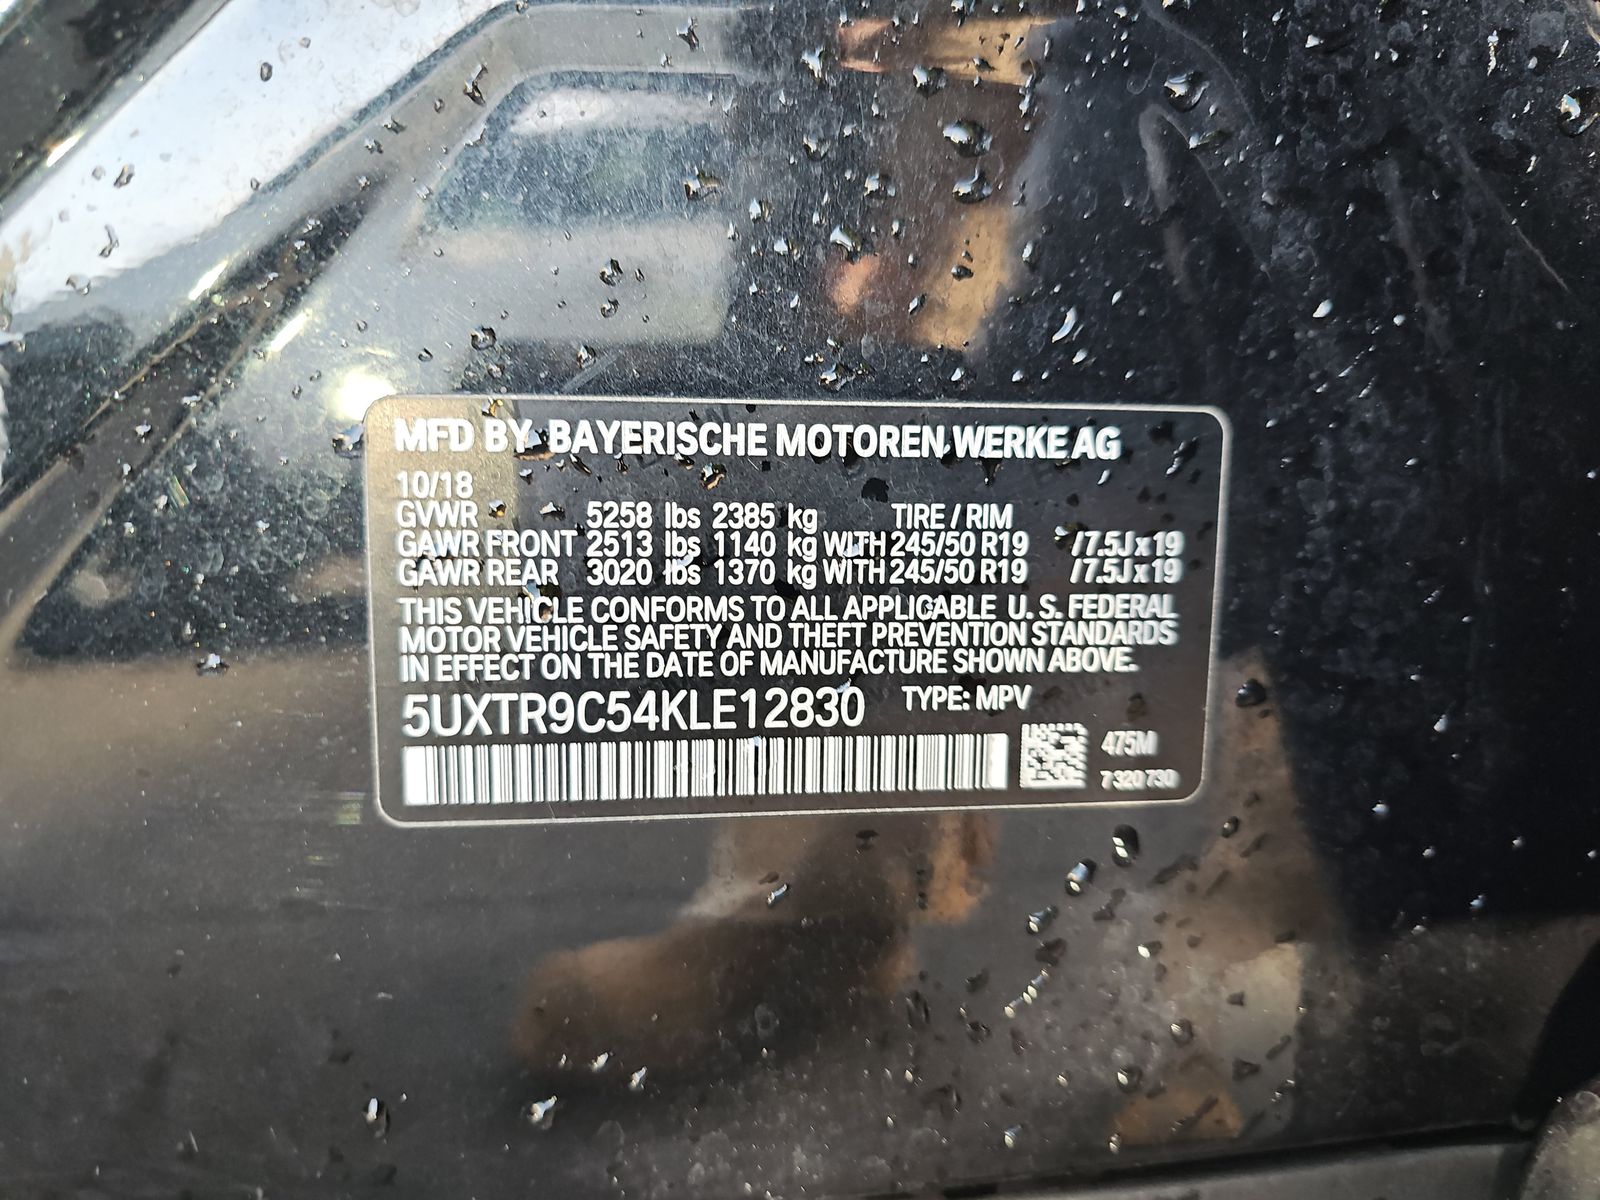 MFD BY BAYERISCHE MOTOREN WERKE AG
10/18
GVWR 5258 lbs 2385 kg TIRE / RIM
GAWR FRONT 2513 lbs 1140 kg WITH 245/50 R19 /7.5J x 19
GAWR REAR 3020 lbs 1370 kg WITH 245/50 R19 /7.5J x 19
THIS VEHICLE CONFORMS TO ALL APPLICABLE U. S. FEDERAL
MOTOR VEHICLE SAFETY AND THEFT PREVENTION STANDARDS
IN EFFECT ON THE DATE OF MANUFACTURE SHOWN ABOVE.
5UXTR9C54KLE12830 TYPE: MPV
475M
7 320 730